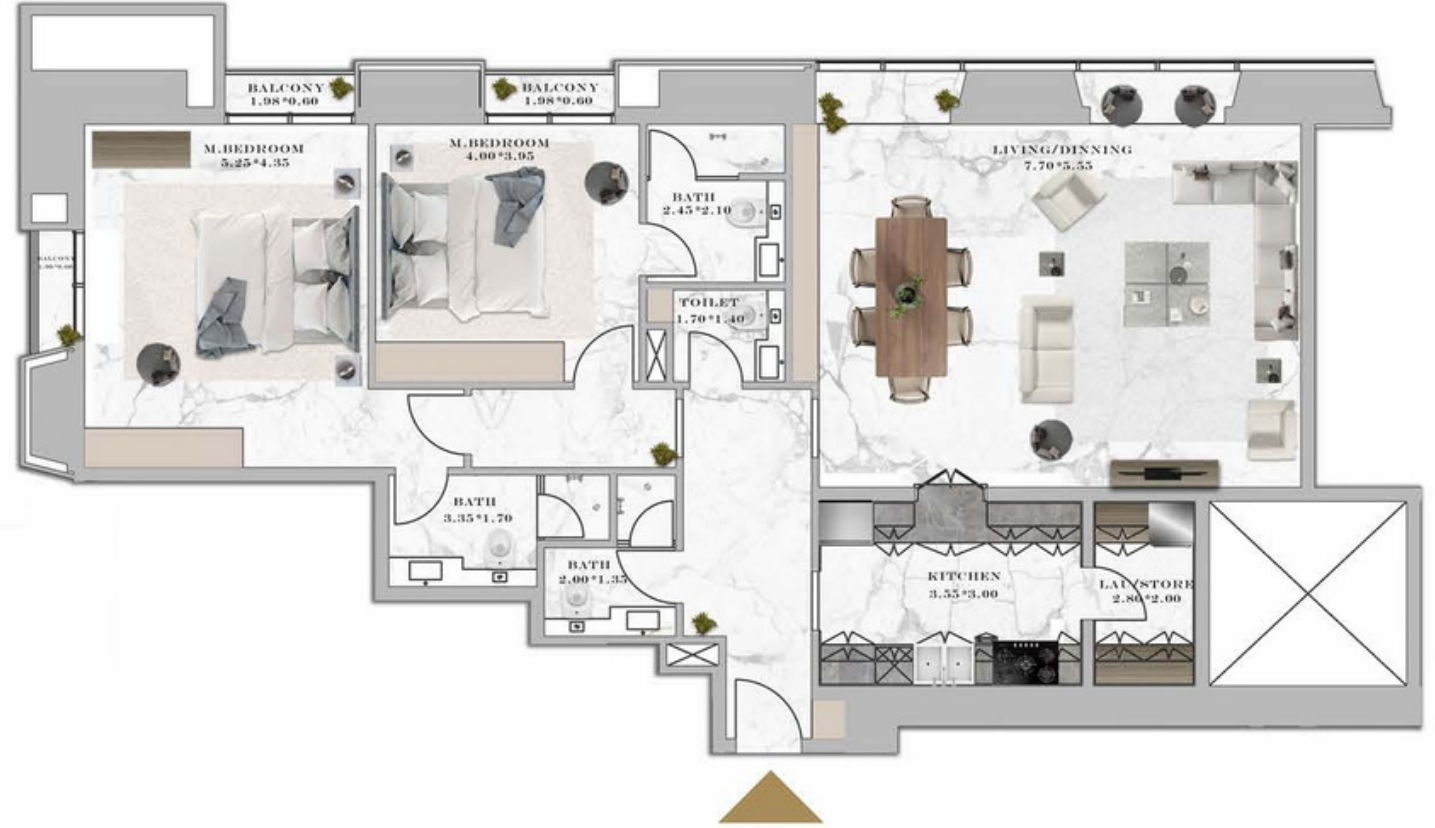 BALCONY
1.98*0.60
BALCONY
1.98*0.60
M.BEDROOM
5.25*4.35
M.BEDROOM
4.00*3.95
LIVING/DINNING
7.70*5.55
BATH
2.45*2.10
BALCONY
TOILET
1.70*1.40
BATH
3.35*1.70
BATH
2.00*1.35
KITCHEN
3.55*3.00
LAU/STORE
2.80*2.00